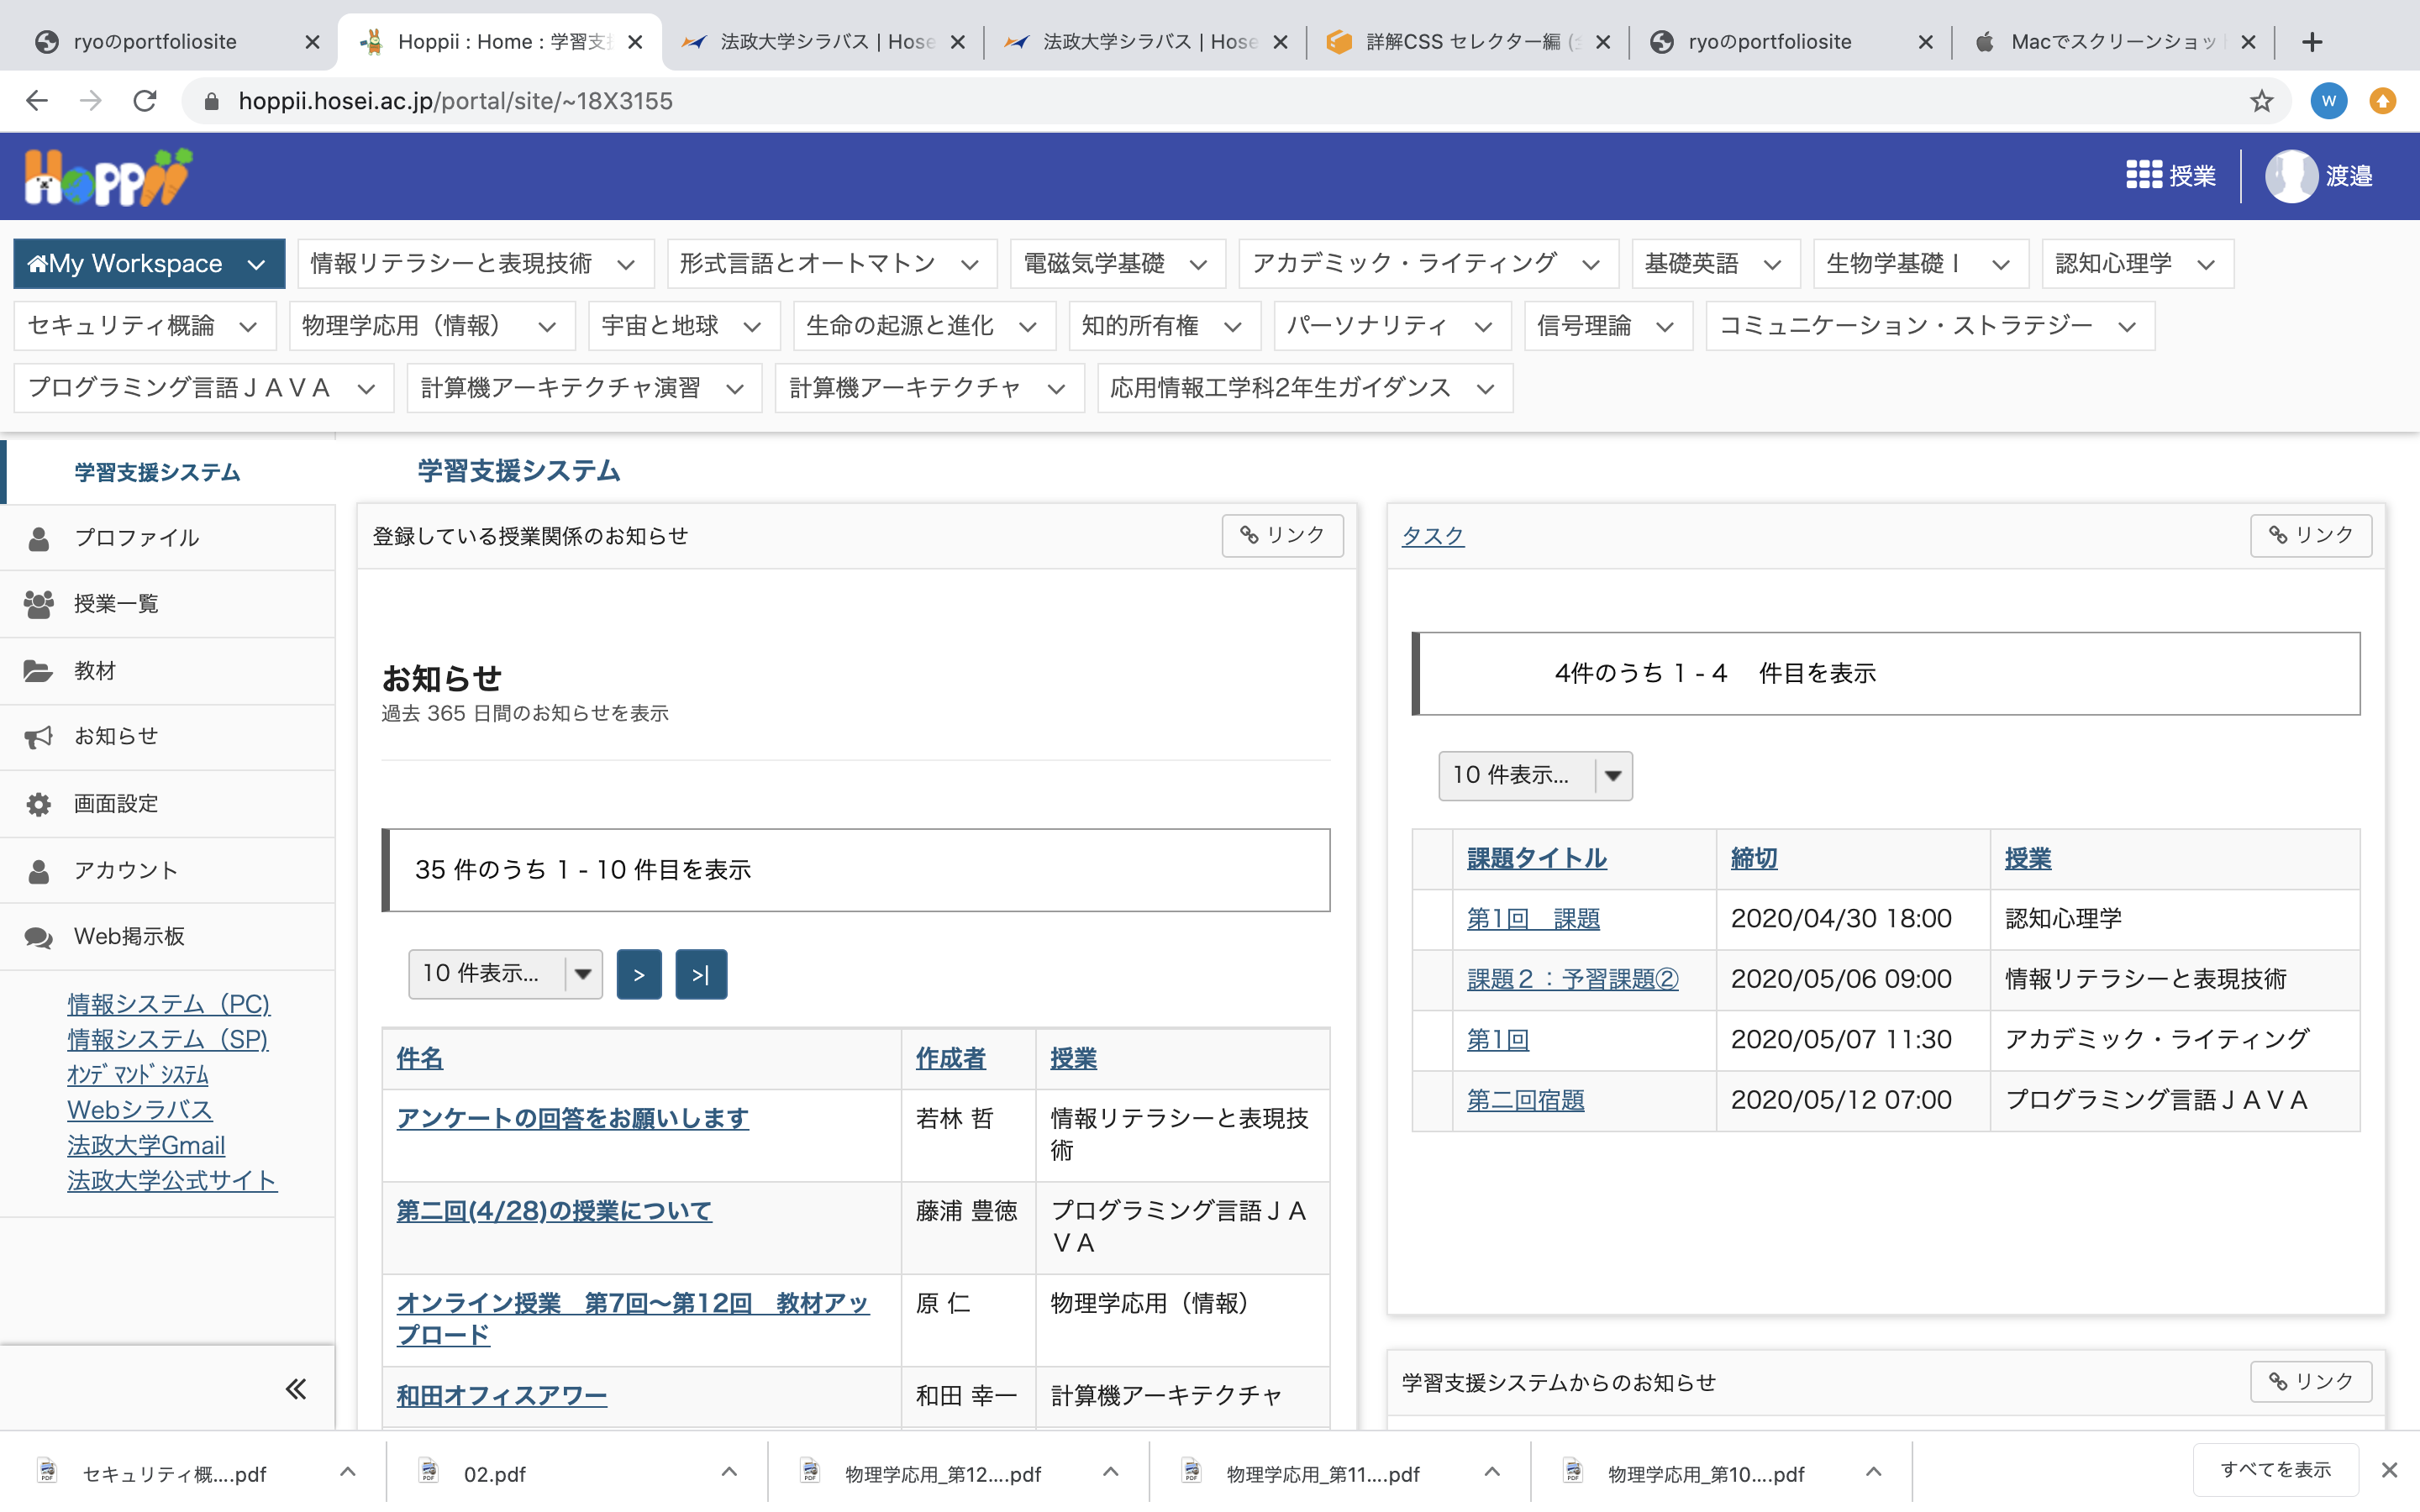 ryoのportfoliosite
Hoppii : Home : 学習支
法政大学シラバス | Hose
法政大学シラバス | Hose
詳解CSS セレクター編
ryoのportfoliosite
Macでスクリーンショッ
hoppii.hosei.ac.jp/portal/site/~18X3155
W
Hoppii
授業
渡邉
My Workspace
情報リテラシーと表現技術
形式言語とオートマトン
電磁気学基礎
アカデミック・ライティング
基礎英語
生物学基礎Ⅰ
認知心理学
セキュリティ概論
物理学応用（情報）
宇宙と地球
生命の起源と進化
知的所有権
パーソナリティ
信号理論
コミュニケーション・ストラテジー
プログラミング言語ＪＡＶＡ
計算機アーキテクチャ演習
計算機アーキテクチャ
応用情報工学科2年生ガイダンス
学習支援システム
プロファイル
授業一覧
教材
お知らせ
画面設定
アカウント
Web掲示板
情報システム（PC)
情報システム（SP)
ｵﾝﾃﾞﾏﾝﾄﾞｼｽﾃﾑ
Webシラバス
法政大学Gmail
法政大学公式サイト
学習支援システム
登録している授業関係のお知らせ
リンク
お知らせ
過去 365 日間のお知らせを表示
35 件のうち 1 - 10 件目を表示
10 件表示...
>
>|
件名 作成者 授業
アンケートの回答をお願いします 若林 哲 情報リテラシーと表現技
術
第二回(4/28)の授業について 藤浦 豊徳 プログラミング言語ＪＡ
ＶＡ
オンライン授業　第7回〜第12回　教材アッ 原 仁 物理学応用（情報）
プロード
和田オフィスアワー 和田 幸一 計算機アーキテクチャ
タスク
リンク
4件のうち 1 - 4　件目を表示
10 件表示...
課題タイトル 締切 授業
第1回　課題 2020/04/30 18:00 認知心理学
課題２：予習課題② 2020/05/06 09:00 情報リテラシーと表現技術
第1回 2020/05/07 11:30 アカデミック・ライティング
第二回宿題 2020/05/12 07:00 プログラミング言語ＪＡＶＡ
学習支援システムからのお知らせ
リンク
セキュリティ概....pdf
02.pdf
物理学応用_第12....pdf
物理学応用_第11....pdf
物理学応用_第10....pdf
すべてを表示